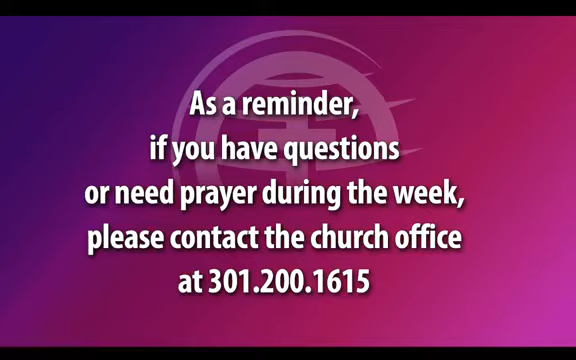 As a reminder,
if you have questions
or need prayer during the week,
please contact the church office
at 301.200.1615